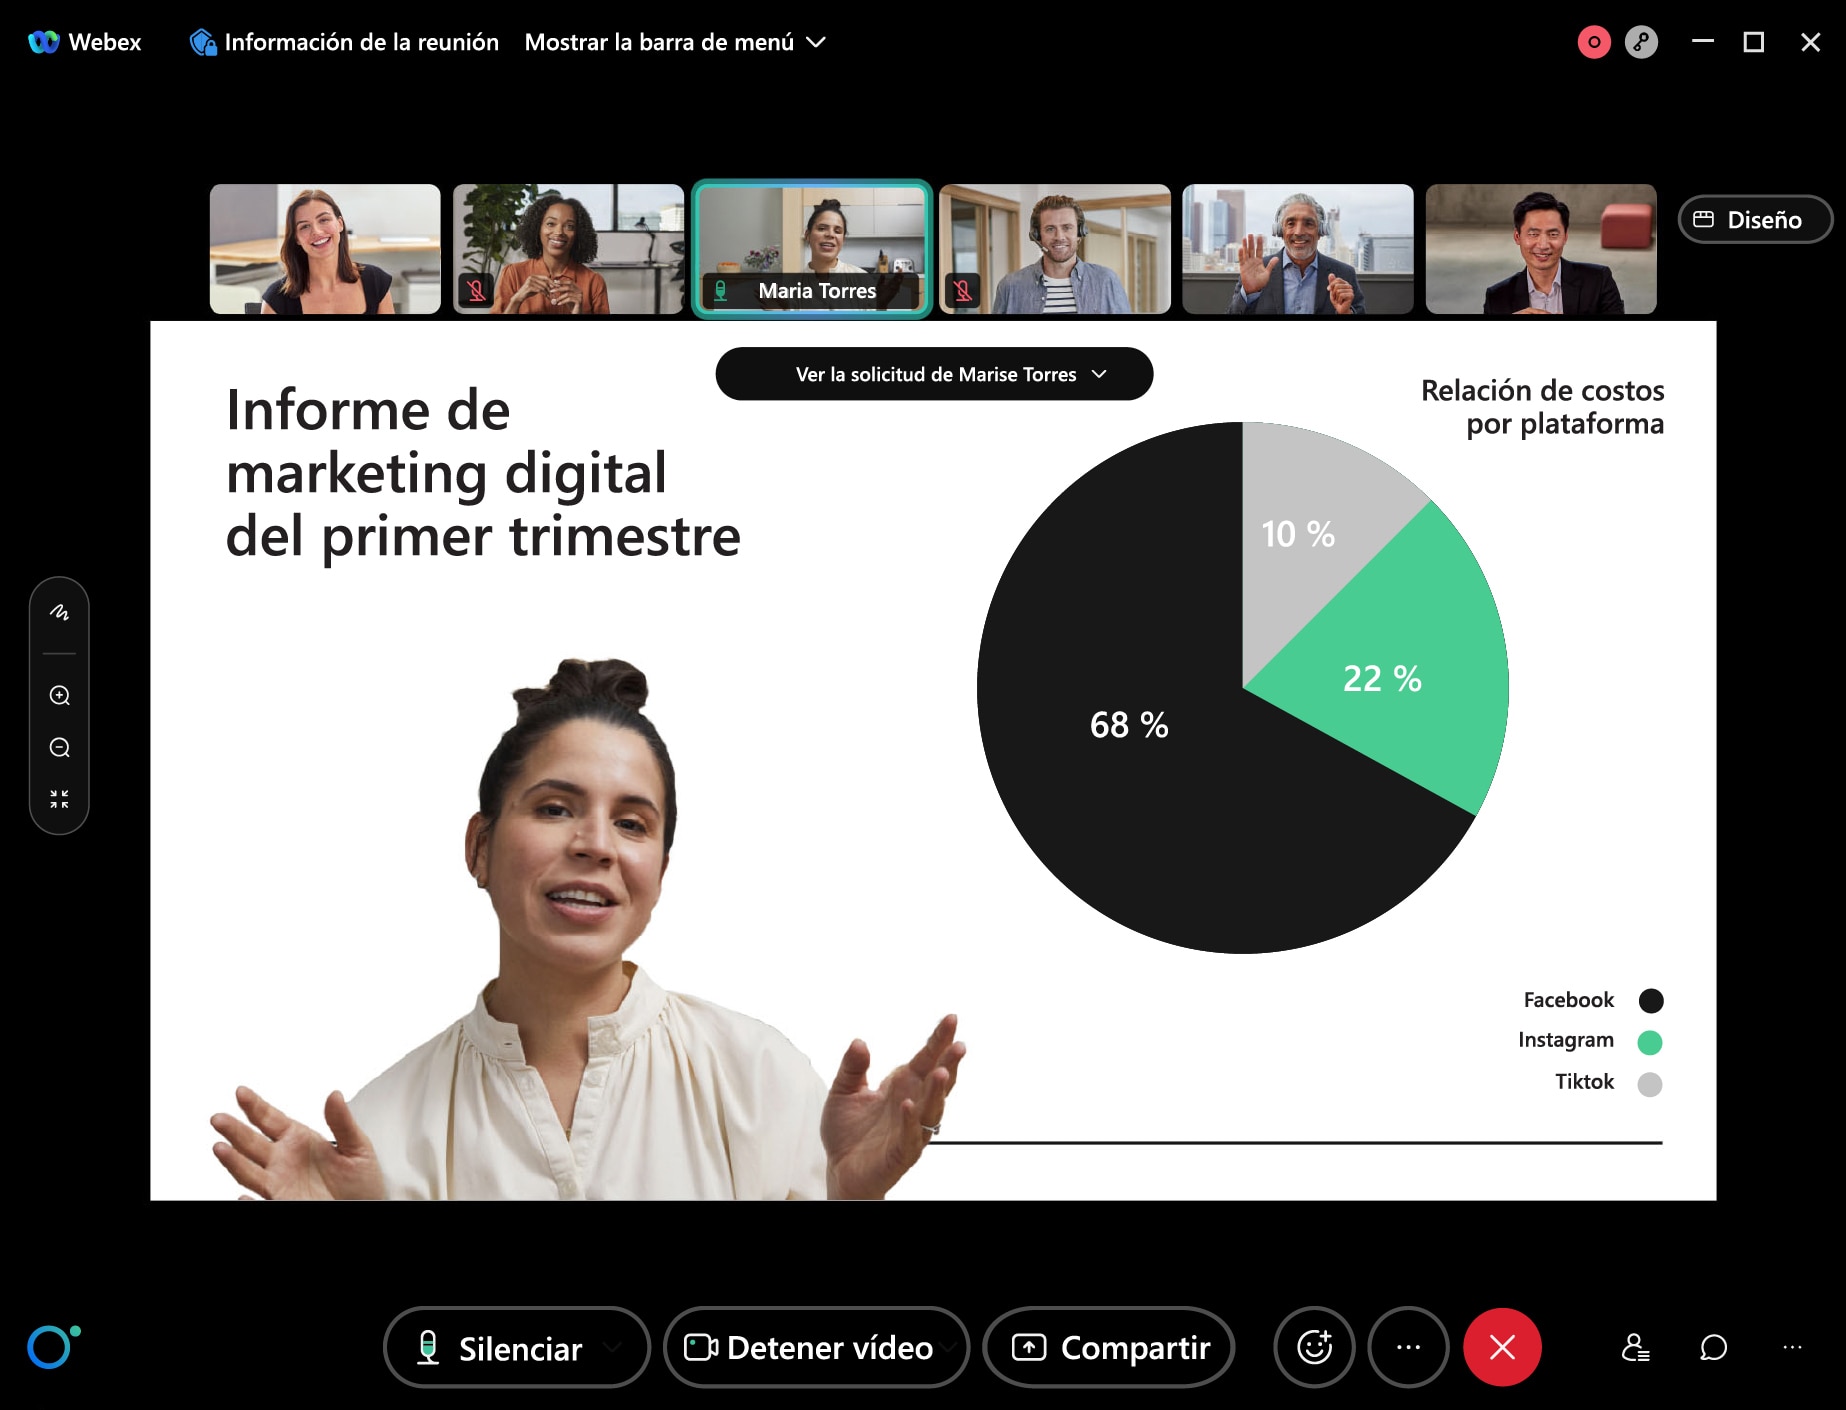 Webex
Información de la reunión
Mostrar la barra de menú
Maria Torres
Diseño
Ver la solicitud de Marise Torres
Informe de
marketing digital
del primer trimestre
Relación de costos
por plataforma
10 %
22 %
68 %
Facebook
Instagram
Tiktok
Silenciar
Detener vídeo
Compartir